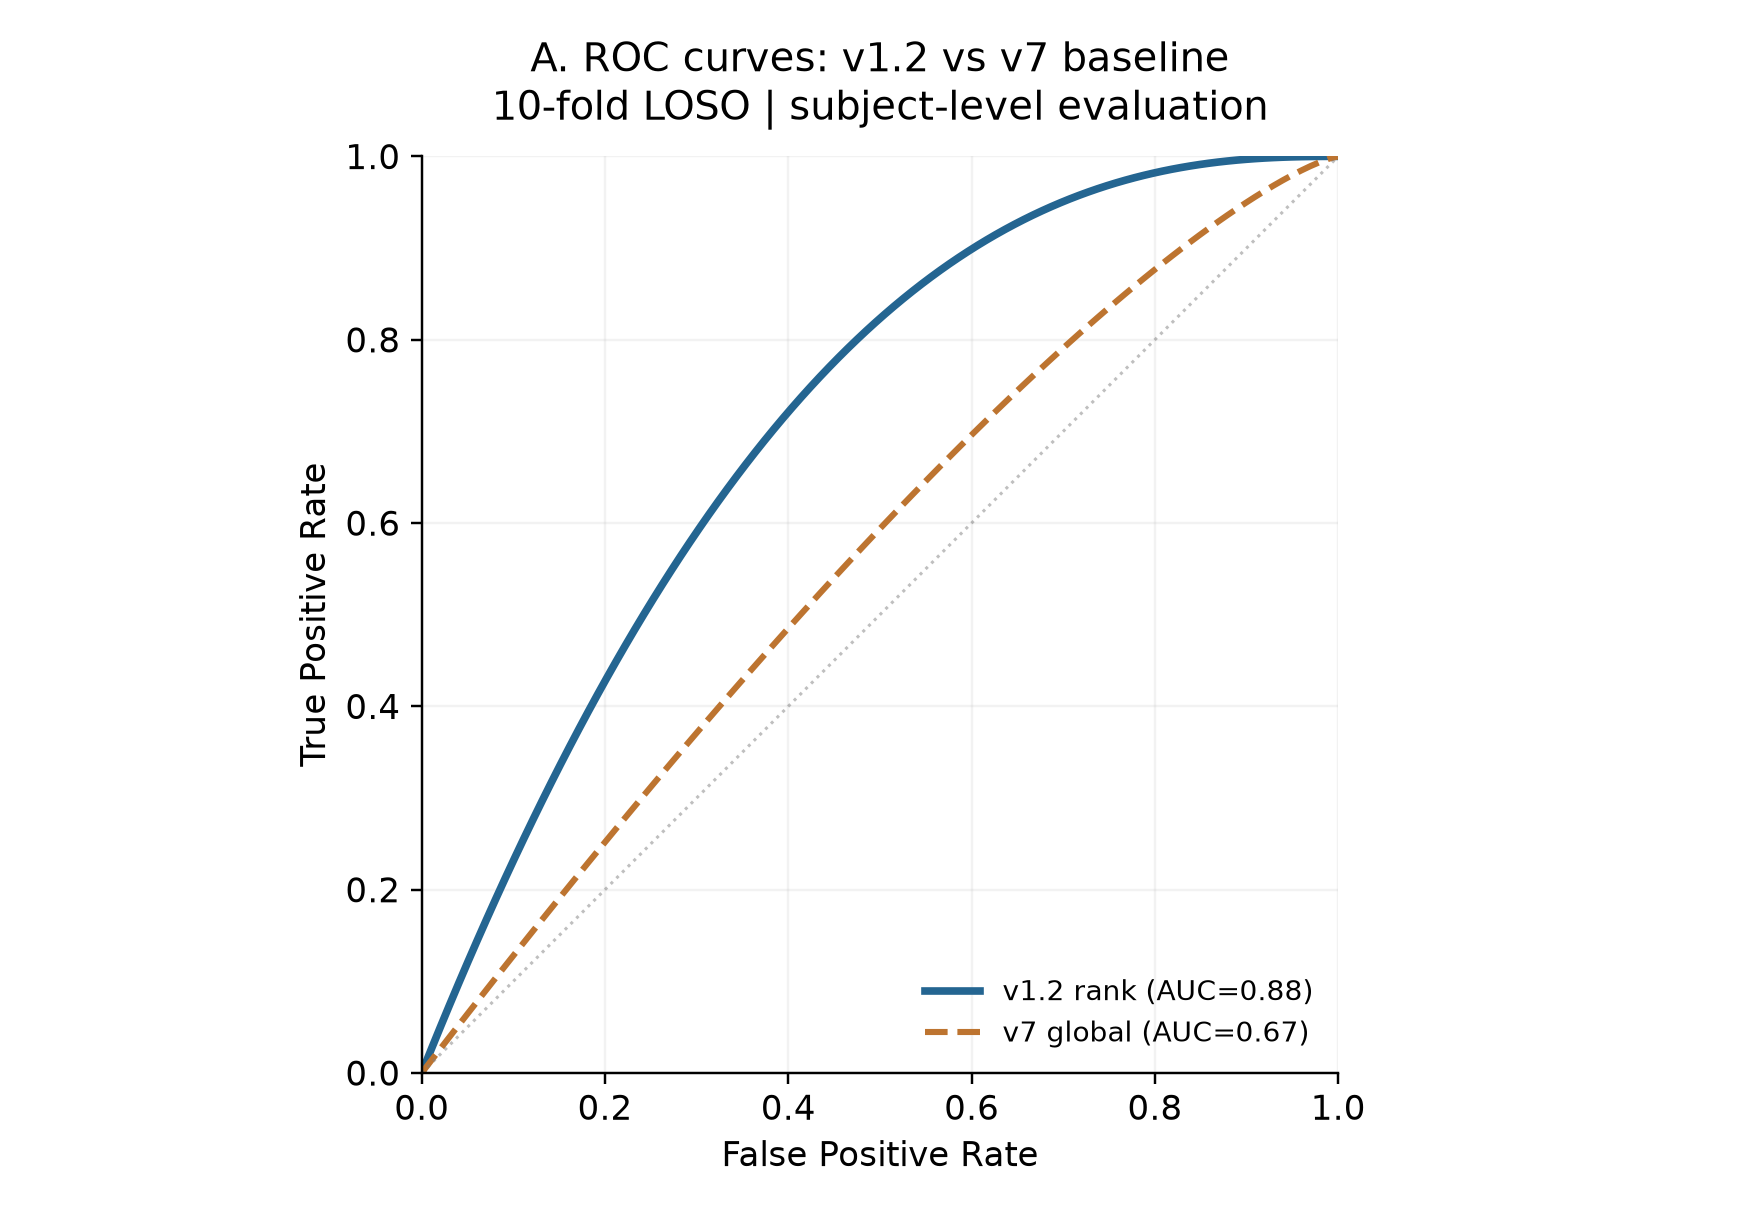 A. ROC curves: v1.2 vs v7 baseline
10-fold LOSO | subject-level evaluation
1.0
0.8
0.6
0.4
0.2
0.0
True Positive Rate
v1.2 rank (AUC=0.88)
v7 global (AUC=0.67)
0.0 0.2 0.4 0.6 0.8 1.0
False Positive Rate